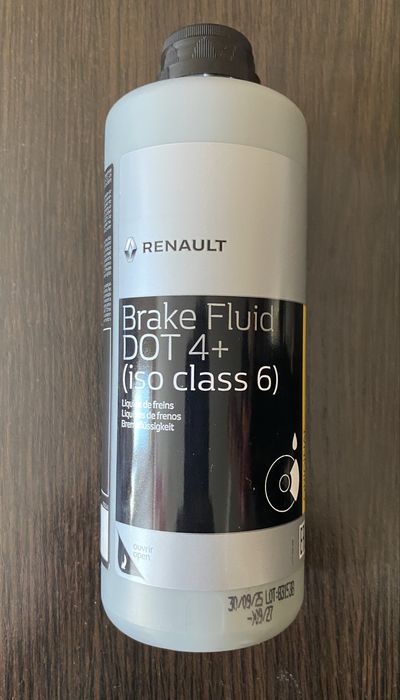 RENAULT
Brake Fluid
DOT 4+
(iso class 6)
Liquide de freins
Líquidos de frenos
Bremsflüssigkeit
ouvrir
open
30/09/25 LOT: